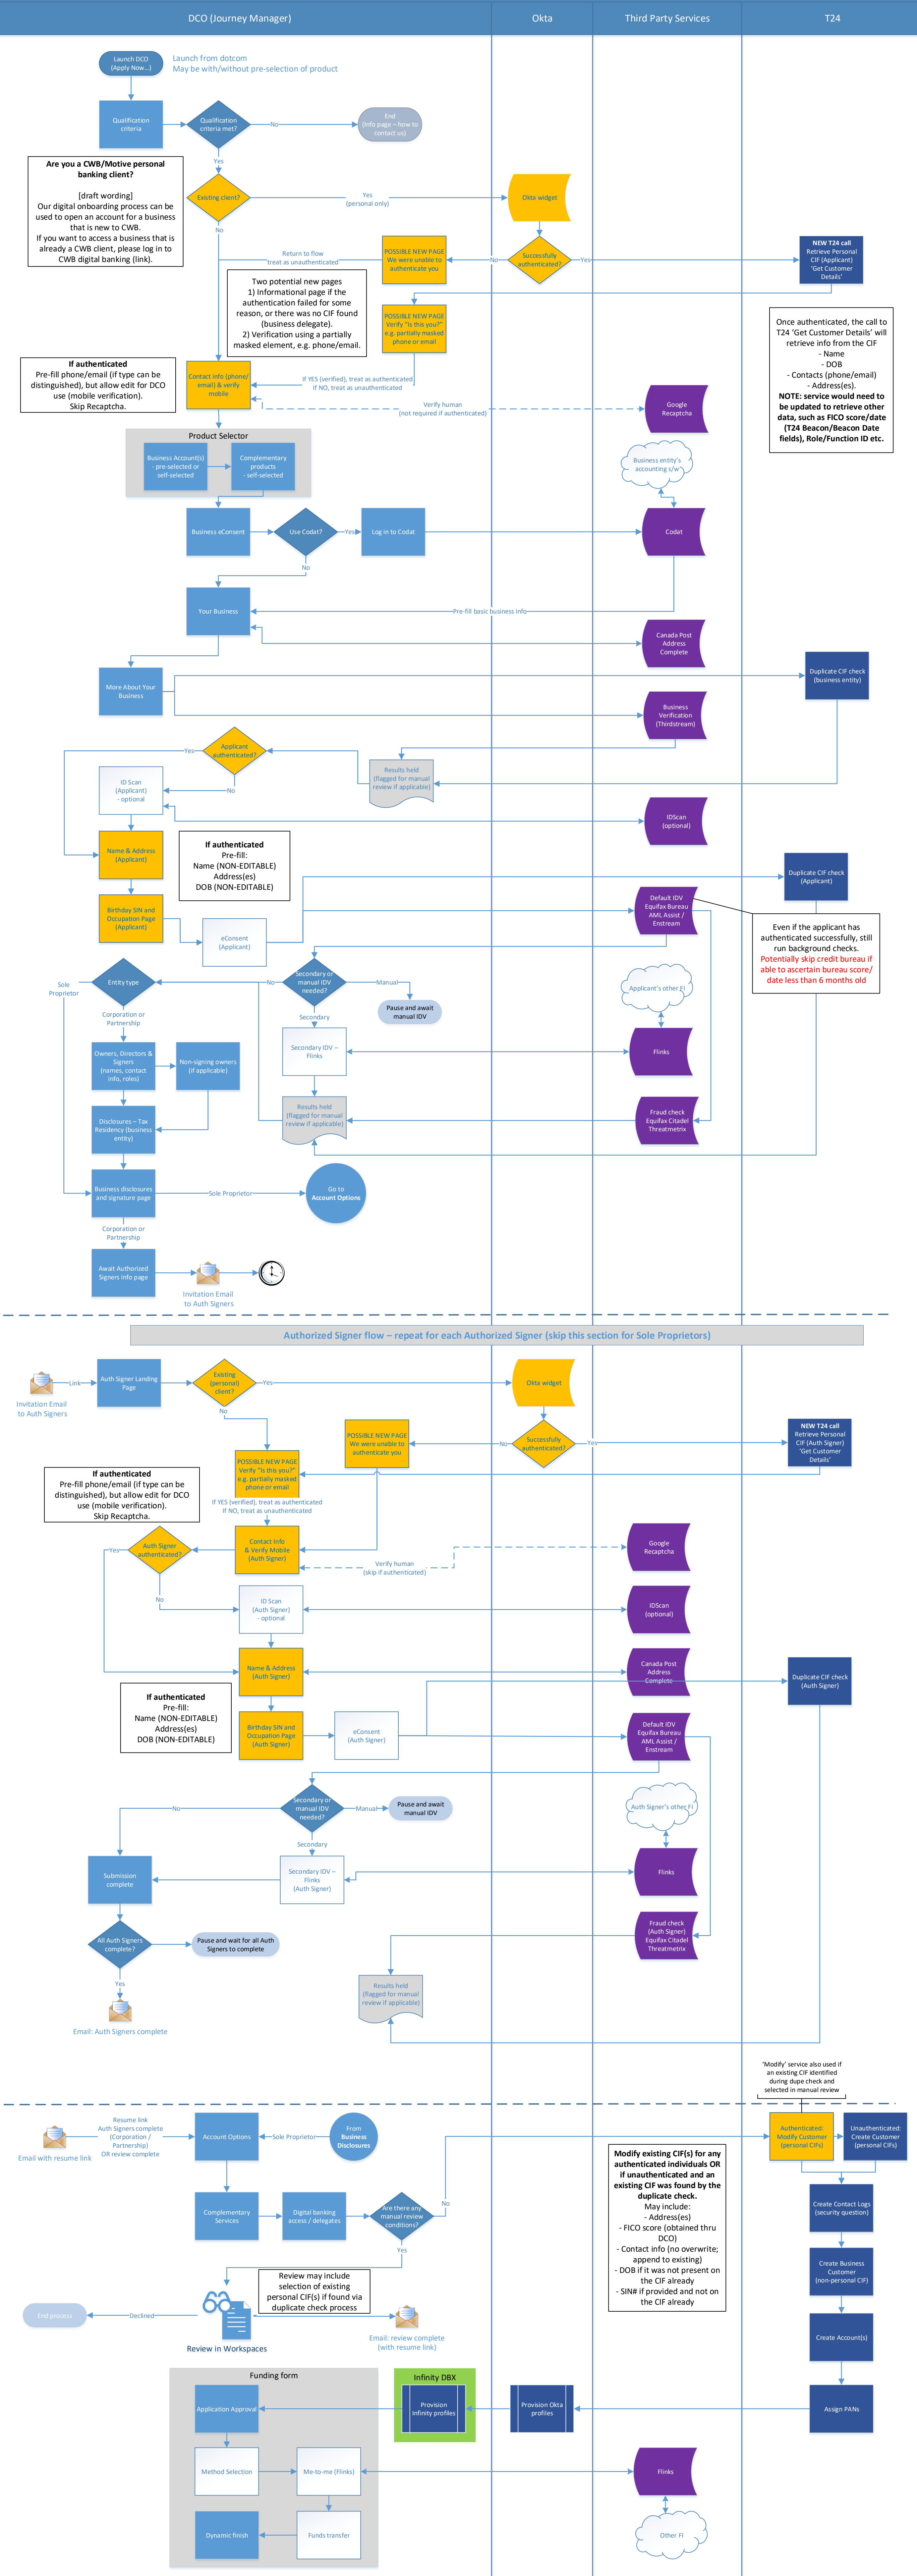 DCO (Journey Manager)
Okta
Third Party Services
T24
Launch DCO
(Apply Now...)
Launch from dotcom
May be with/without pre-selection of product
Qualification
criteria
Qualification
criteria met?
No
End
(Info page – how to
contact us)
Yes
Are you a CWB/Motive personal
banking client?
[draft wording]
Our digital onboarding process can be
used to open an account for a business
that is new to CWB.
If you want to access a business that is
already a CWB client, please log in to
CWB digital banking (link).
Existing client?
Yes
(personal only)
Okta widget
No
Return to flow
treat as unauthenticated
POSSIBLE NEW PAGE
We were unable to
authenticate you
No
Successfully
authenticated?
Yes
NEW T24 call
Retrieve Personal
CIF (Applicant)
'Get Customer
Details'
Two potential new pages
1) Informational page if the
authentication failed for some
reason, or there was no CIF found
(business delegate).
2) Verification using a partially
masked element, e.g. phone/email.
POSSIBLE NEW PAGE
Verify "Is this you?"
e.g. partially masked
phone or email
Once authenticated, the call to
T24 'Get Customer Details' will
retrieve info from the CIF
- Name
- DOB
- Contacts (phone/email)
- Address(es).
NOTE: service would need to
be updated to retrieve other
data, such as FICO score/date
(T24 Beacon/Beacon Date
fields), Role/Function ID etc.
If authenticated
Pre-fill phone/email (if type can be
distinguished), but allow edit for DCO
use (mobile verification).
Skip Recaptcha.
Contact info (phone/
email) & verify
mobile
If YES (verified), treat as authenticated
If NO, treat as unauthenticated
Verify human
(not required if authenticated)
Google
Recaptcha
Product Selector
Business Account(s)
- pre-selected or
self-selected
Complementary
products
- self-selected
Business entity's
accounting s/w
Business eConsent
Use Codat?
Yes
Log in to Codat
Codat
No
Your Business
Pre-fill basic business info
Canada Post
Address
Complete
More About Your
Business
Duplicate CIF check
(business entity)
Business
Verification
(Thirdstream)
Yes
Applicant
authenticated?
Results held
(flagged for manual
review if applicable)
No
ID Scan
(Applicant)
- optional
IDScan
(optional)
Name & Address
(Applicant)
If authenticated
Pre-fill:
Name (NON-EDITABLE)
Address(es)
DOB (NON-EDITABLE)
Duplicate CIF check
(Applicant)
Birthday SIN and
Occupation Page
(Applicant)
eConsent
(Applicant)
Default IDV
Equifax Bureau
AML Assist /
Enstream
Even if the applicant has
authenticated successfully, still
run background checks.
Potentially skip credit bureau if
able to ascertain bureau score/
date less than 6 months old
Sole
Proprietor
Entity type
No
Secondary or
manual IDV
needed?
Manual
Pause and await
manual IDV
Applicant's other FI
Corporation or
Partnership
Secondary
Owners, Directors &
Signers
(names, contact
info, roles)
Non-signing owners
(if applicable)
Secondary IDV –
Flinks
Flinks
Disclosures – Tax
Residency (business
entity)
Results held
(flagged for manual
review if applicable)
Fraud check
Equifax Citadel
Threatmetrix
Business disclosures
and signature page
Sole Proprietor
Go to
Account Options
Corporation or
Partnership
Await Authorized
Signers info page
Invitation Email
to Auth Signers
Authorized Signer flow – repeat for each Authorized Signer (skip this section for Sole Proprietors)
Invitation Email
to Auth Signers
Link
Auth Signer Landing
Page
Existing
(personal)
client?
Yes
Okta widget
No
POSSIBLE NEW PAGE
We were unable to
authenticate you
No
Successfully
authenticated?
Yes
NEW T24 call
Retrieve Personal
CIF (Auth Signer)
'Get Customer
Details'
POSSIBLE NEW PAGE
Verify "Is this you?"
e.g. partially masked
phone or email
If authenticated
Pre-fill phone/email (if type can be
distinguished), but allow edit for DCO
use (mobile verification).
Skip Recaptcha.
If YES (verified), treat as authenticated
If NO, treat as unauthenticated
Yes
Auth Signer
authenticated?
Contact Info
& Verify Mobile
(Auth Signer)
Verify human
(skip if authenticated)
Google
Recaptcha
No
ID Scan
(Auth Signer)
- optional
IDScan
(optional)
Name & Address
(Auth Signer)
Canada Post
Address
Complete
Duplicate CIF check
(Auth Signer)
If authenticated
Pre-fill:
Name (NON-EDITABLE)
Address(es)
DOB (NON-EDITABLE)
Birthday SIN and
Occupation Page
(Auth Signer)
eConsent
(Auth SIgner)
Default IDV
Equifax Bureau
AML Assist /
Enstream
No
Secondary or
manual IDV
needed?
Manual
Pause and await
manual IDV
Auth Signer's other FI
Secondary
Submission
complete
Secondary IDV –
Flinks
(Auth Signer)
Flinks
All Auth Signers
complete?
Pause and wait for all Auth
Signers to complete
Fraud check
(Auth Signer)
Equifax Citadel
Threatmetrix
Yes
Results held
(flagged for manual
review if applicable)
Email: Auth Signers complete
'Modify' service also used if
an existing CIF identified
during dupe check and
selected in manual review
Email with resume link
Resume link
Auth Signers complete
(Corporation /
Partnership)
OR review complete
Account Options
Sole Proprietor
From
Business
Disclosures
Authenticated:
Modify Customer
(personal CIFs)
Unauthenticated:
Create Customer
(personal CIFs)
Modify existing CIF(s) for any
authenticated individuals OR
if unauthenticated and an
existing CIF was found by the
duplicate check.
May include:
- Address(es)
- FICO score (obtained thru
DCO)
- Contact info (no overwrite;
append to existing)
- DOB if it was not present on
the CIF already
- SIN# if provided and not on
the CIF already
Complementary
Services
Digital banking
access / delegates
Are there any
manual review
conditions?
No
Create Contact Logs
(security question)
Yes
Create Business
Customer
(non-personal CIF)
Review may include
selection of existing
personal CIF(s) if found via
duplicate check process
End process
Declined
Review in Workspaces
Email: review complete
(with resume link)
Create Account(s)
Funding form
Infinity DBX
Application Approval
Provision
Infinity profiles
Provision Okta
profiles
Assign PANs
Method Selection
Me-to-me (Flinks)
Flinks
Dynamic finish
Funds transfer
Other FI